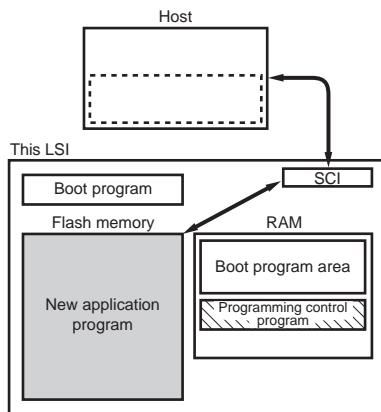 Host
This LSI
Boot program
SCI
Flash memory
RAM
New application
program
Boot program area
Programming control
program